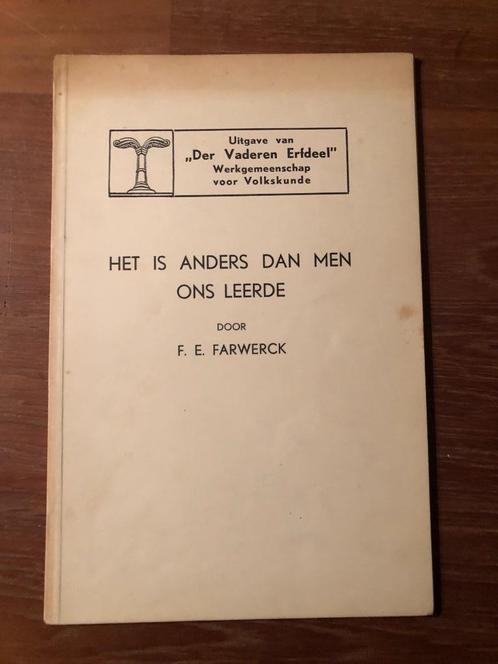 Uitgave van
„Der Vaderen Erfdeel"
Werkgemeenschap
voor Volkskunde
HET IS ANDERS DAN MEN
ONS LEERDE
DOOR
F. E. FARWERCK